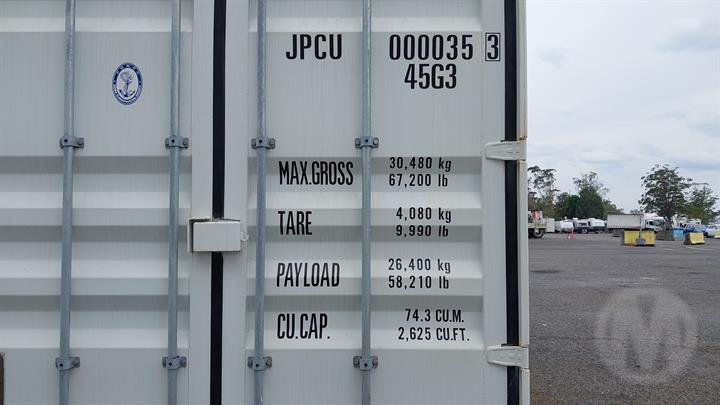 JPCU 000035 3
45G3
MAX.GROSS 30,480 kg
67,200 lb
TARE 4,080 kg
9,990 lb
PAYLOAD 26,400 kg
58,210 lb
CU.CAP. 74.3 CU.M.
2,625 CU.FT.
M